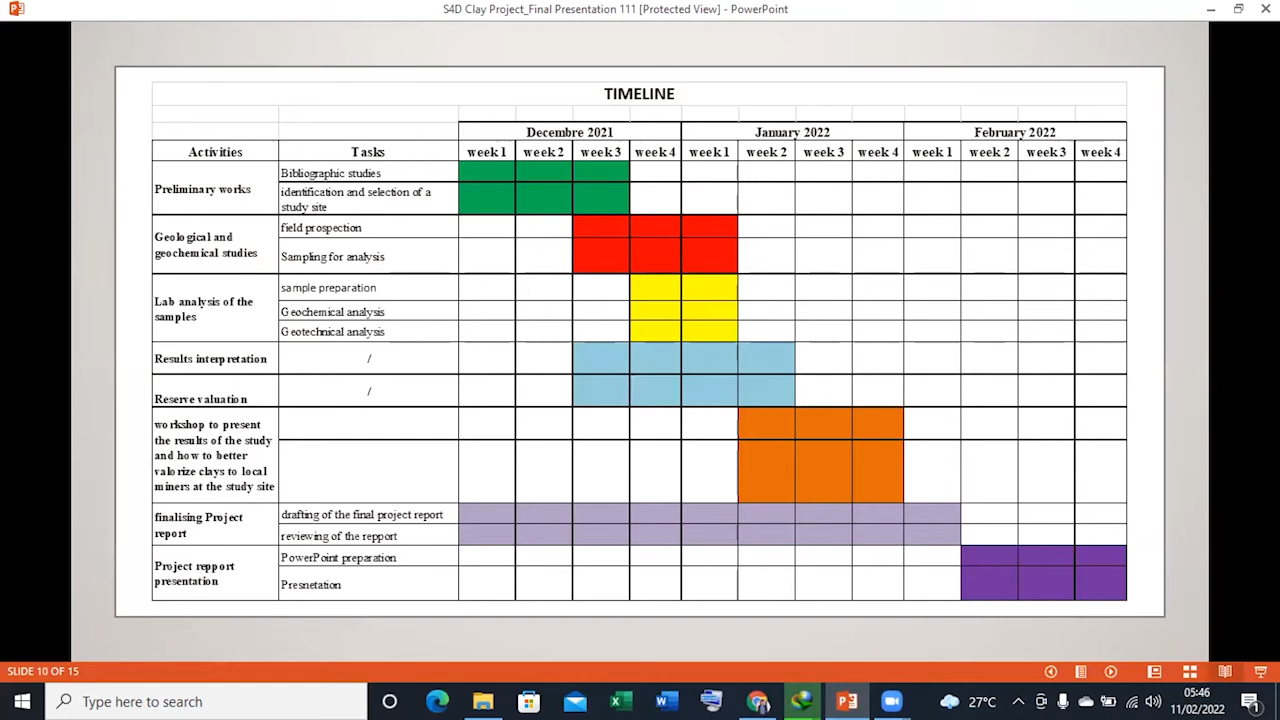 S4D Clay Project_Final Presentation 111 [Protected View] - PowerPoint
TIMELINE
Decembre 2021 January 2022 February 2022
Activities Tasks week 1 week 2 week 3 week 4 week 1 week 2 week 3 week 4 week 1 week 2 week 3 week 4
Preliminary works
Bibliographic studies
identification and selection of a
study site
Geological and
geochemical studies
field prospection
Sampling for analysis
Lab analysis of the
samples
sample preparation
Geochemical analysis
Geotechnical analysis
Results interpretation /
Reserve valuation /
workshop to present
the results of the study
and how to better
valorize clays to local
miners at the study site
finalising Project
report
drafting of the final project report
reviewing of the repport
Project repport
presentation
PowerPoint preparation
Presnetation
SLIDE 10 OF 15
Type here to search
27°C
05:46
11/02/2022
1